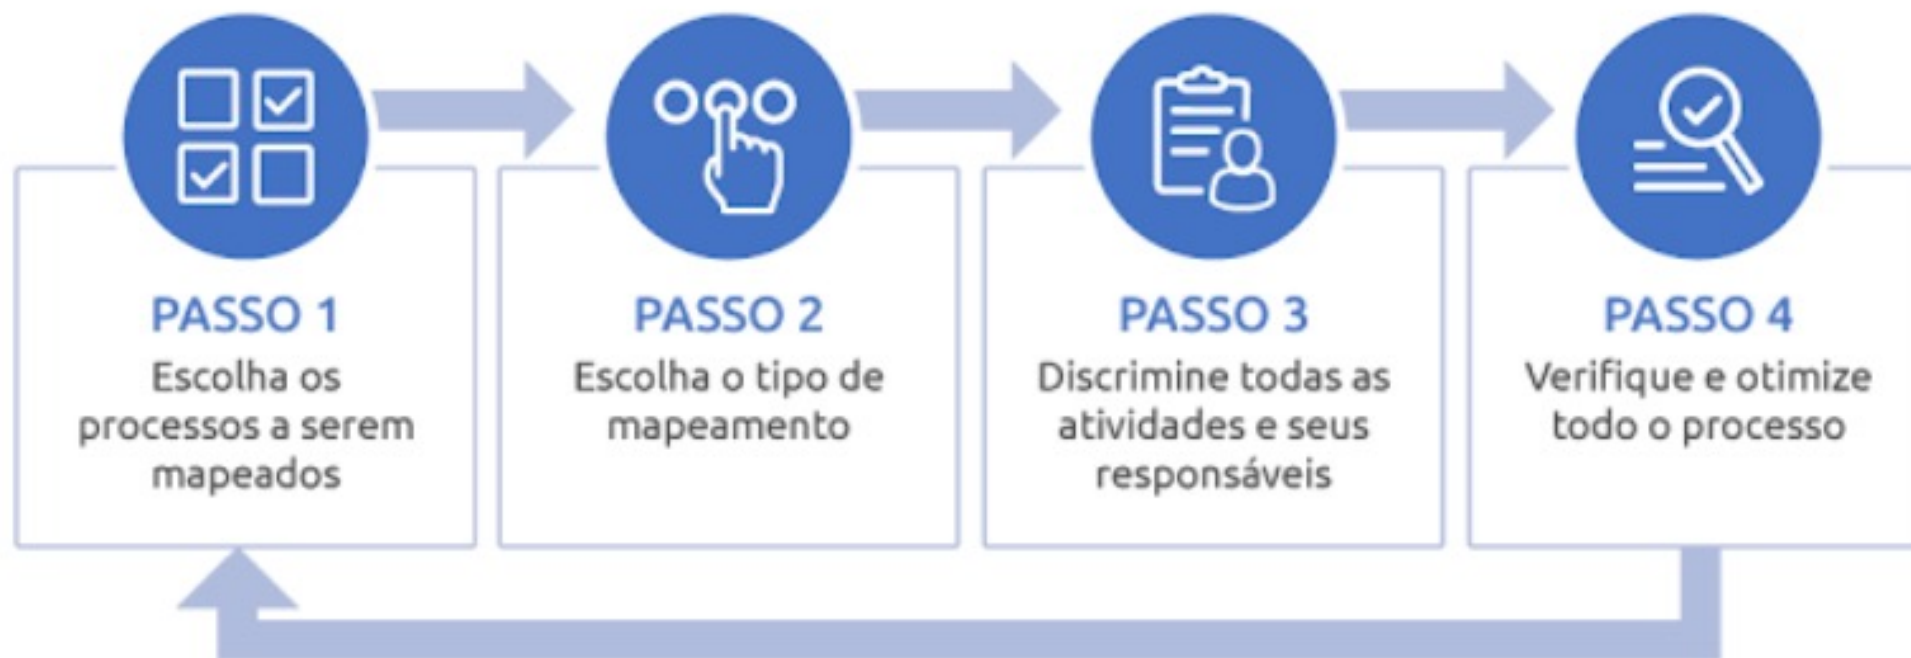 PASSO 1
Escolha os
processos a serem
mapeados
PASSO 2
Escolha o tipo de
mapeamento
PASSO 3
Discrimine todas as
atividades e seus
responsáveis
PASSO 4
Verifique e otimize
todo o processo